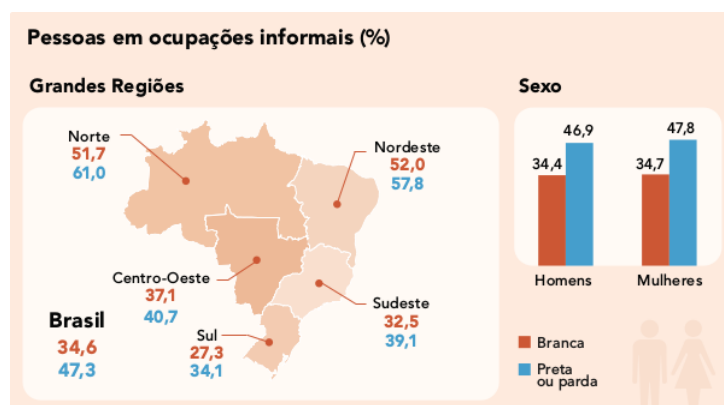 Pessoas em ocupações informais (%)
Grandes Regiões
Norte
51,7
61,0
Nordeste
52,0
57,8
Centro-Oeste
37,1
40,7
Sudeste
32,5
39,1
Sul
27,3
34,1
Brasil
34,6
47,3
Sexo
34,4
46,9
34,7
47,8
Homens
Mulheres
Branca
Preta
ou parda